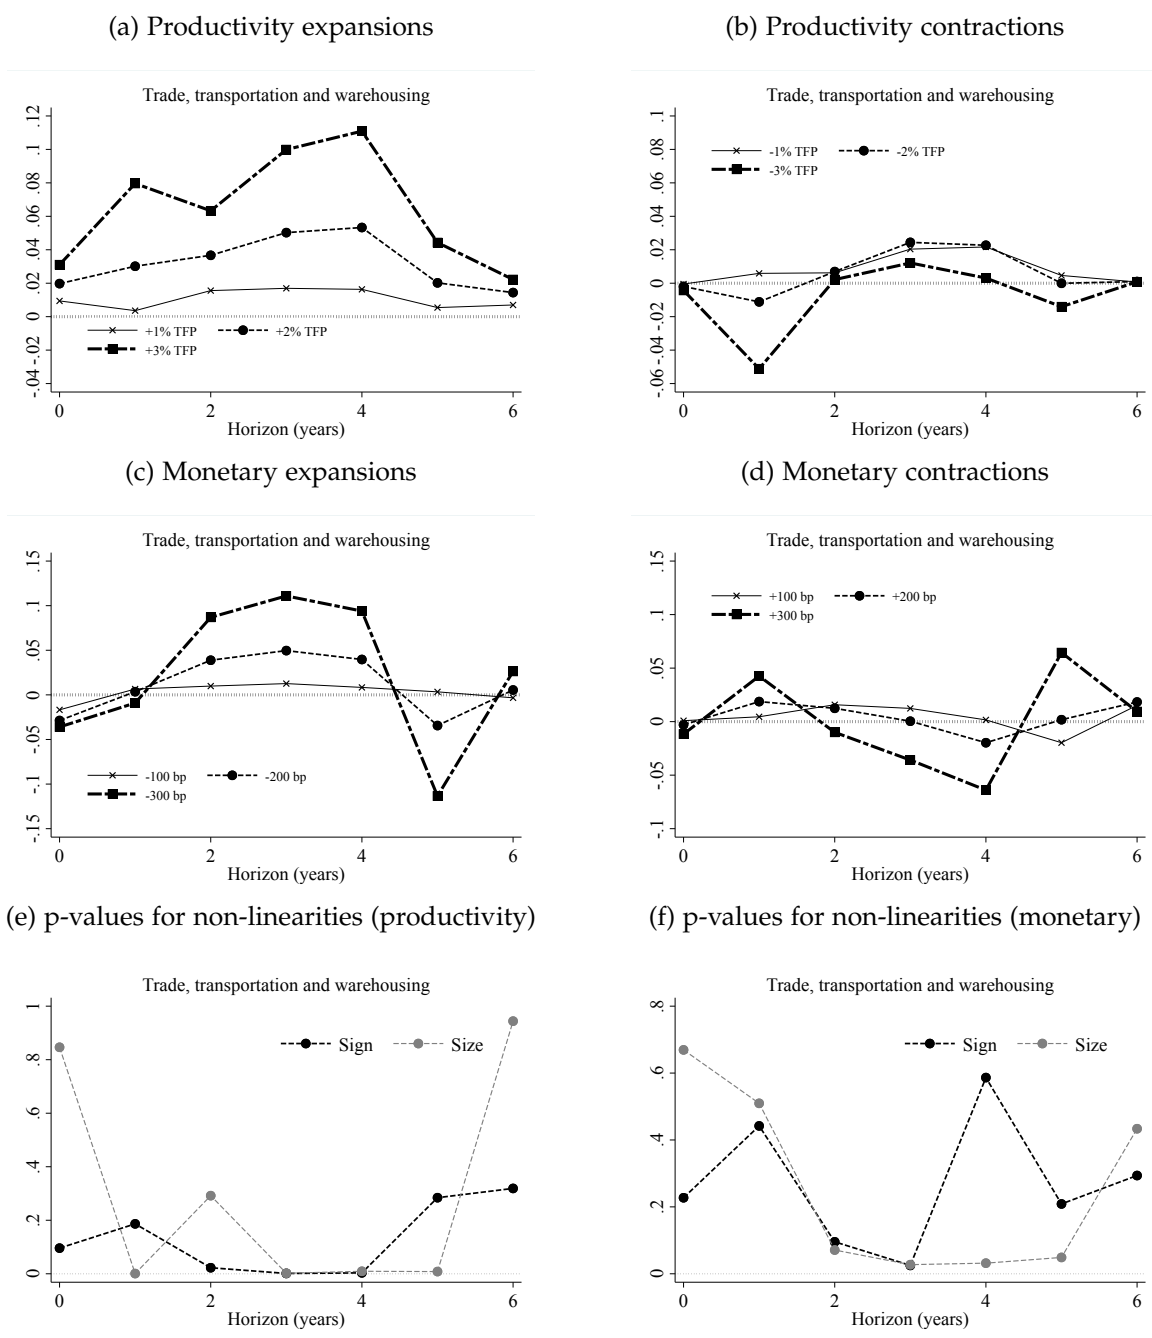 (a) Productivity expansions
Trade, transportation and warehousing
.12
.1
.08
.06
.04
.02
0
-.02
-.04
+1% TFP
+2% TFP
+3% TFP
0 2 4 6
Horizon (years)
(b) Productivity contractions
Trade, transportation and warehousing
.1
.08
.06
.04
.02
0
-.02
-.04
-.06
-1% TFP
-2% TFP
-3% TFP
0 2 4 6
Horizon (years)
(c) Monetary expansions
Trade, transportation and warehousing
.15
.1
.05
0
-.05
-.1
-.15
-100 bp
-200 bp
-300 bp
0 2 4 6
Horizon (years)
(d) Monetary contractions
Trade, transportation and warehousing
.15
.1
.05
0
-.05
-.1
+100 bp
+200 bp
+300 bp
0 2 4 6
Horizon (years)
(e) p-values for non-linearities (productivity)
Trade, transportation and warehousing
1
.8
.6
.4
.2
0
Sign
Size
0 2 4 6
Horizon (years)
(f) p-values for non-linearities (monetary)
Trade, transportation and warehousing
.8
.6
.4
.2
0
Sign
Size
0 2 4 6
Horizon (years)